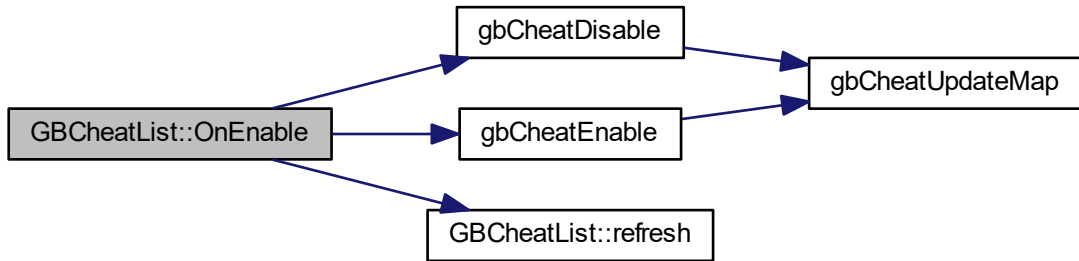 GBCheatList::OnEnable
gbCheatDisable
gbCheatEnable
GBCheatList::refresh
gbCheatUpdateMap